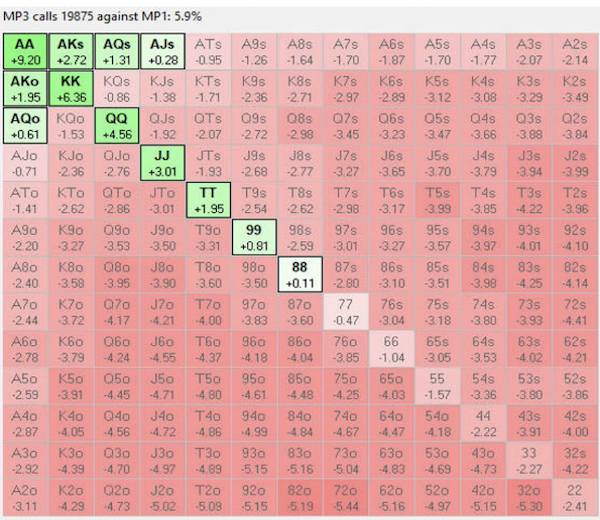 MP3 calls 19875 against MP1: 5.9%
AA AKs AQs AJs ATs A9s A8s A7s A6s A5s A4s A3s A2s
+9.20 +2.72 +1.31 +0.28 -0.95 -1.26 -1.64 -1.70 -1.87 -1.70 -1.77 -2.07 -2.14
AKo KK KQs KJs KTs K9s K8s K7s K6s K5s K4s K3s K2s
+1.95 +6.36 -0.86 -1.38 -1.71 -2.36 -2.71 -2.97 -2.89 -3.12 -3.08 -3.29 -3.49
AQo KQo QQ QJs QTs Q9s Q8s Q7s Q6s Q5s Q4s Q3s Q2s
+0.61 -1.53 +4.56 -1.92 -2.07 -2.72 -2.98 -3.45 -3.23 -3.47 -3.66 -3.88 -3.84
AJo KJo QJo JJ JTs J9s J8s J7s J6s J5s J4s J3s J2s
-0.71 -2.36 -2.76 +3.01 -1.93 -2.68 -2.77 -3.27 -3.65 -3.70 -3.79 -3.94 -3.99
ATo KTo QTo JTo TT T9s T8s T7s T6s T5s T4s T3s T2s
-1.41 -2.62 -2.86 -3.01 +1.95 -2.54 -2.62 -2.98 -3.17 -3.99 -3.85 -4.22 -3.96
A9o K9o Q9o J9o T9o 99 98s 97s 96s 95s 94s 93s 92s
-2.20 -3.27 -3.53 -3.50 -3.31 +0.81 -2.59 -3.01 -3.27 -3.57 -3.97 -4.01 -4.10
A8o K8o Q8o J8o T8o 98o 88 87s 86s 85s 84s 83s 82s
-2.40 -3.58 -3.95 -3.90 -3.60 -3.50 +0.11 -2.80 -3.10 -3.51 -3.98 -4.25 -4.14
A7o K7o Q7o J7o T7o 97o 87o 77 76s 75s 74s 73s 72s
-2.44 -3.72 -4.17 -4.21 -4.00 -3.83 -3.60 -0.47 -3.04 -3.18 -3.80 -3.93 -4.41
A6o K6o Q6o J6o T6o 96o 86o 76o 66 65s 64s 63s 62s
-2.78 -3.79 -4.24 -4.55 -4.37 -4.18 -4.04 -3.85 -1.04 -3.05 -3.53 -4.02 -4.21
A5o K5o Q5o J5o T5o 95o 85o 75o 65o 55 54s 53s 52s
-2.59 -3.91 -4.45 -4.71 -4.80 -4.61 -4.48 -4.25 -4.03 -1.57 -3.36 -3.80 -3.86
A4o K4o Q4o J4o T4o 94o 84o 74o 64o 54o 44 43s 42s
-2.87 -4.05 -4.56 -4.72 -4.86 -4.99 -4.84 -4.67 -4.47 -4.18 -2.22 -3.91 -4.00
A3o K3o Q3o J3o T3o 93o 83o 73o 63o 53o 43o 33 32s
-2.92 -4.39 -4.70 -4.97 -4.89 -5.15 -5.16 -5.04 -4.83 -4.69 -4.73 -2.27 -4.22
A2o K2o Q2o J2o T2o 92o 82o 72o 62o 52o 42o 32o 22
-3.11 -4.29 -4.73 -5.02 -5.09 -5.15 -5.19 -5.44 -5.16 -4.97 -5.15 -5.30 -2.41